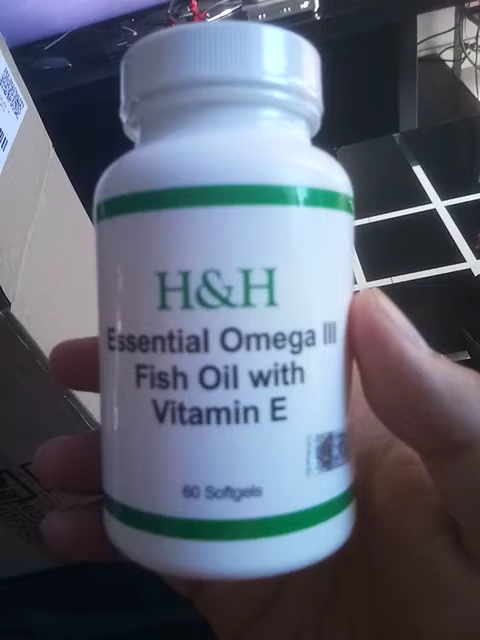 H&H
Essential Omega III
Fish Oil with
Vitamin E
60 Softgels